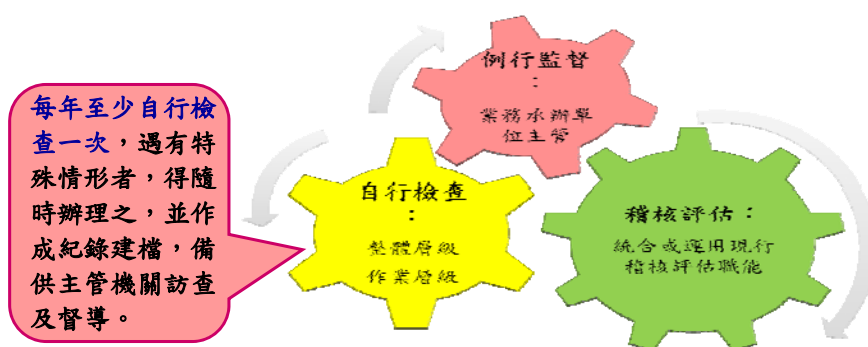 每年至少自行檢
查一次，遇有特
殊情形者，得隨
時辦理之，並作
成紀錄建檔，備
供主管機關訪查
及督導。
例行監督
：
業務承辦單
位主管
自行檢查
：
整體層級
作業層級
稽核評估：
統合或運用現行
稽核評估職能